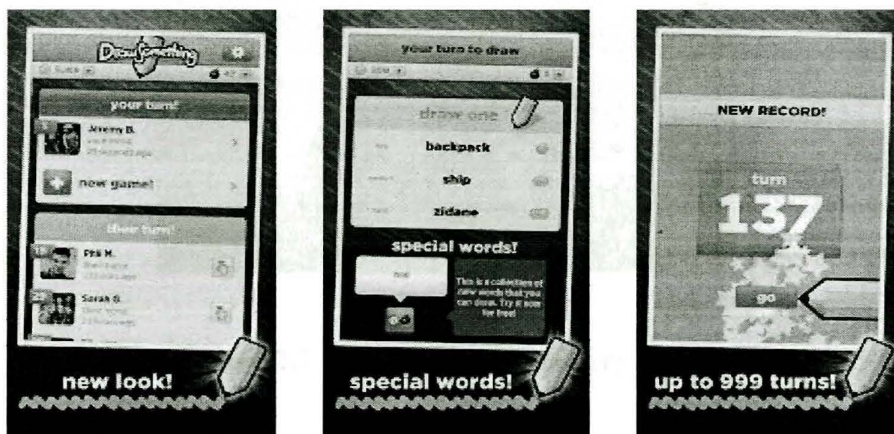 Draw Something
your turn!
Jeremy D.
new game!
their turn!
Phil M.
Sarah G.
new look!
your turn to draw
draw one
backpack
ship
zidane
special words!
This is a collection of
new words that you
can draw. Try it now
for free!
special words!
NEW RECORD!
turn
137
go
up to 999 turns!